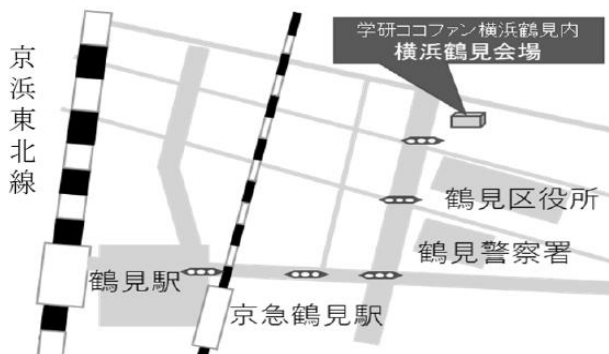 学研ココファン横浜鶴見内
横浜鶴見会場
京浜東北線
鶴見区役所
鶴見警察署
鶴見駅
京急鶴見駅